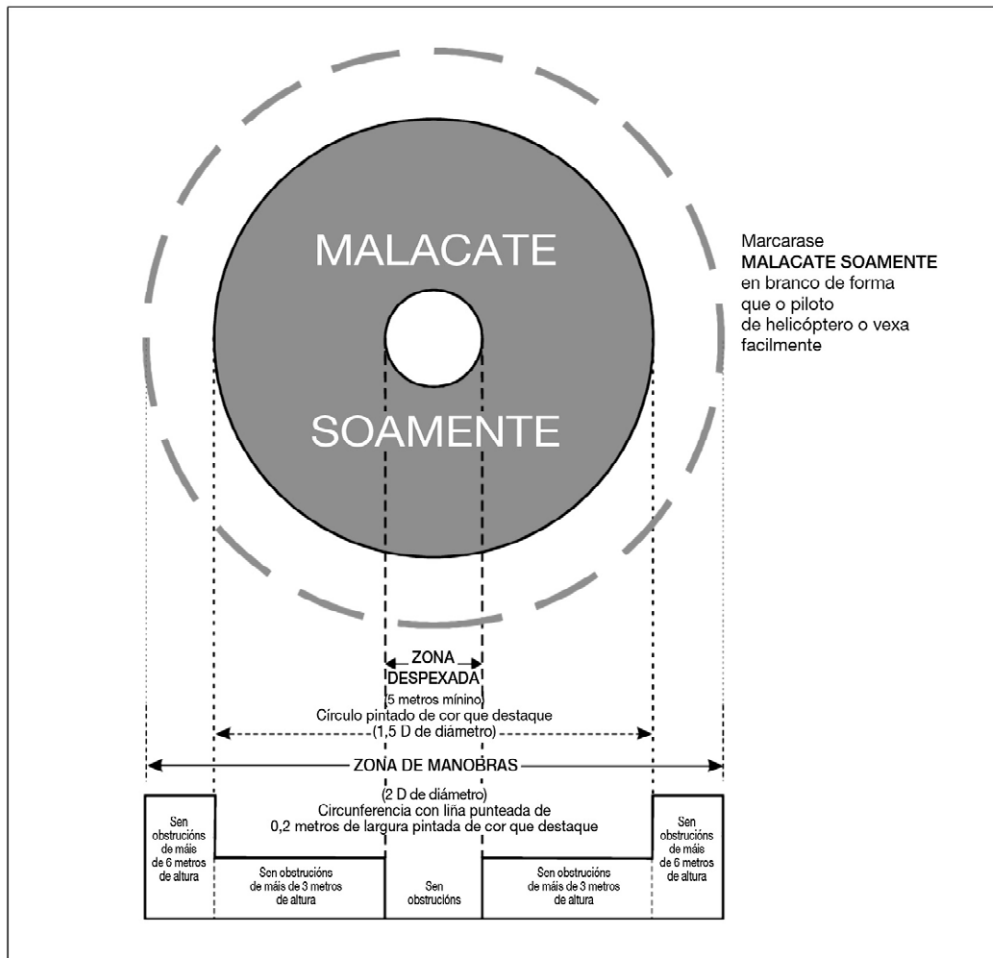 MALACATE
SOAMENTE
Marcarase
MALACATE SOAMENTE
en branco de forma
que o piloto
de helicóptero o vexa
facilmente
ZONA
DESPEXADA
(5 metros mínino)
Círculo pintado de cor que destaque
(1,5 D de diámetro)
ZONA DE MANOBRAS
(2 D de diámetro)
Circunferencia con liña punteada de
0,2 metros de largura pintada de cor que destaque
Sen
obstrucións
de máis
de 6 metros
de altura
Sen obstrucións
de máis de 3 metros
de altura
Sen
obstrucións
Sen obstrucións
de máis de 3 metros
de altura
Sen
obstrucións
de máis
de 6 metros
de altura